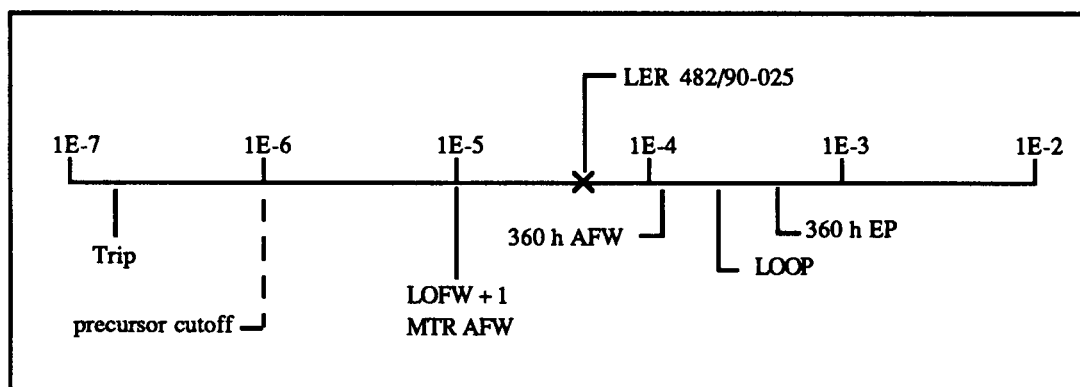 LER 482/90-025
1E-7 1E-6 1E-5 1E-4 1E-3 1E-2
Trip
360 h AFW
360 h EP
LOOP
LOFW + 1
MTR AFW
precursor cutoff